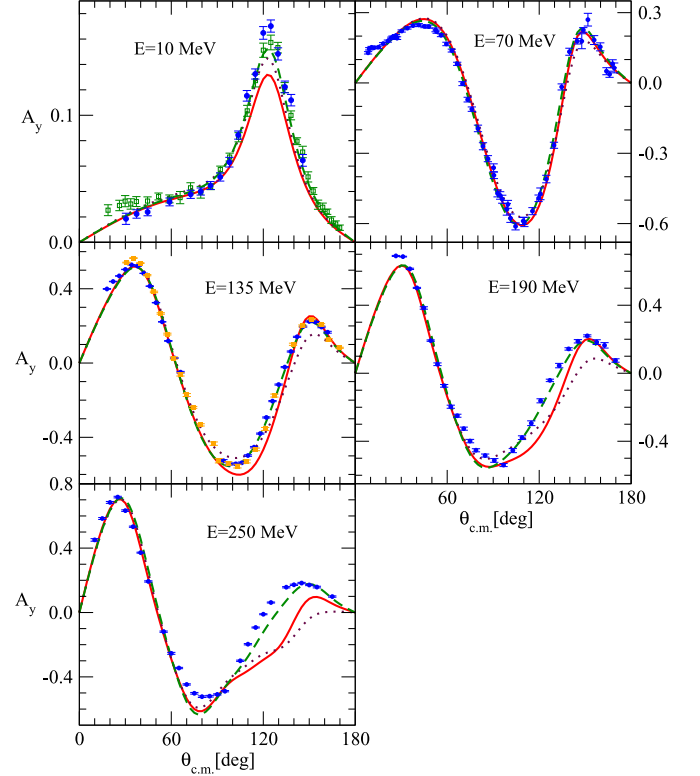 E=10 MeV
0.1
A_y
0.0
E=70 MeV
0.3
0.0
-0.3
-0.6
E=135 MeV
0.4
A_y
0.0
-0.4
0.8
E=190 MeV
0.4
0.0
-0.4
60 120 180
θ_c.m.[deg]
E=250 MeV
0.4
A_y
0.0
-0.4
0 60 120 180
θ_c.m.[deg]